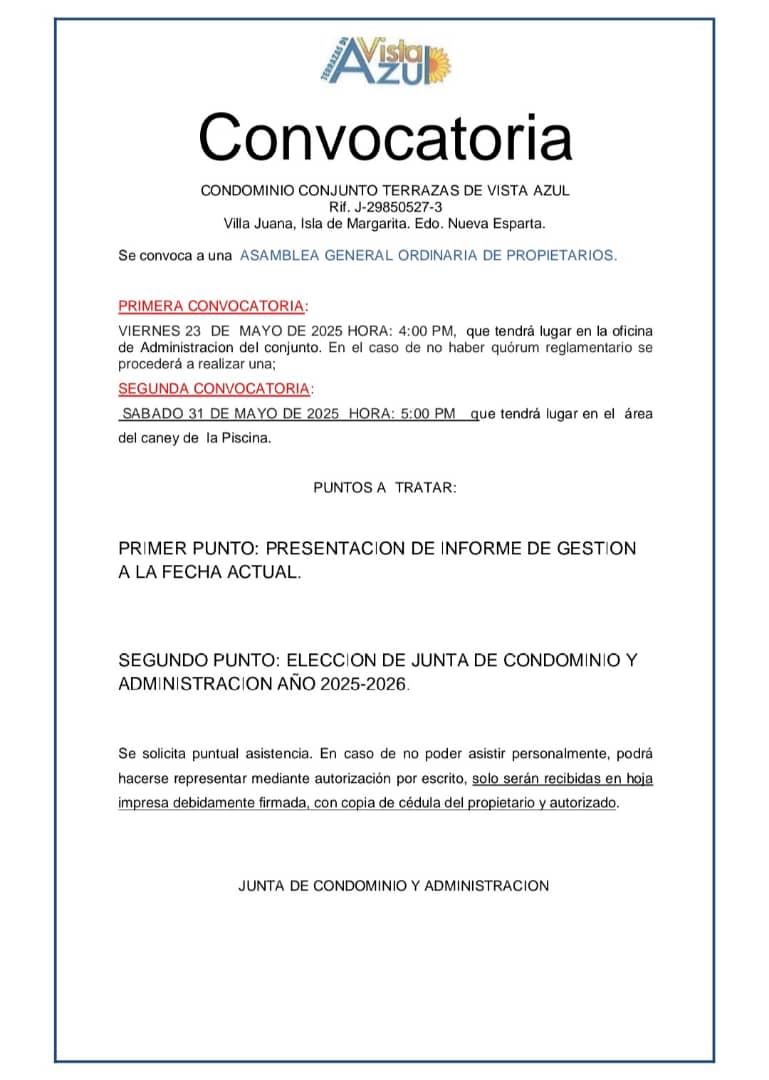 TERRAZAS DE
Vista
AZUL
Convocatoria
CONDOMINIO CONJUNTO TERRAZAS DE VISTA AZUL
Rif. J-29850527-3
Villa Juana, Isla de Margarita. Edo. Nueva Esparta.
Se convoca a una ASAMBLEA GENERAL ORDINARIA DE PROPIETARIOS.
PRIMERA CONVOCATORIA:
VIERNES 23 DE MAYO DE 2025 HORA: 4:00 PM, que tendrá lugar en la oficina
de Administracion del conjunto. En el caso de no haber quórum reglamentario se
procederá a realizar una;
SEGUNDA CONVOCATORIA:
SABADO 31 DE MAYO DE 2025 HORA: 5:00 PM que tendrá lugar en el área
del caney de la Piscina.
PUNTOS A TRATAR:
PRIMER PUNTO: PRESENTACION DE INFORME DE GESTION
A LA FECHA ACTUAL.
SEGUNDO PUNTO: ELECCION DE JUNTA DE CONDOMINIO Y
ADMINISTRACION AÑO 2025-2026.
Se solicita puntual asistencia. En caso de no poder asistir personalmente, podrá
hacerse representar mediante autorización por escrito, solo serán recibidas en hoja
impresa debidamente firmada, con copia de cédula del propietario y autorizado.
JUNTA DE CONDOMINIO Y ADMINISTRACION